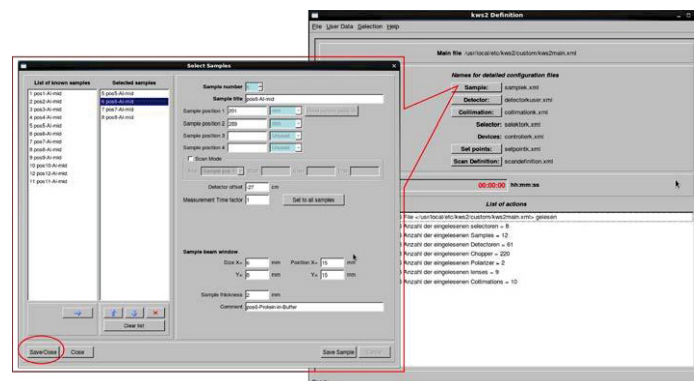 kws2 Definition
File User Data Selection Help
Main file /usr/local/etc/kws2/custom/kws2main.xml
Names for detailed configuration files
Sample: samplek.xml
Detector: detectorkuser.xml
Collimation: collimationk.xml
Selector: selektork.xml
Devices: controllerk.xml
Set points: setpointk.xml
Scan Definition: scandefinition.xml
00:00:00 hh:mm:ss
List of actions
File </usr/local/etc/kws2/custom/kws2main.xml> gelesen
Anzahl der eingelesenen selectoren = 8
Anzahl der eingelesenen Samples = 12
Anzahl der eingelesenen Detectoren = 61
Anzahl der eingelesenen Chopper = 220
Anzahl der eingelesenen Polarizer = 2
Anzahl der eingelesenen lenses = 9
Anzahl der eingelesenen Collimations = 10
Select Samples
List of known samples
1 pos1-Al-mid
2 pos2-Al-mid
3 pos3-Al-mid
4 pos4-Al-mid
5 pos5-Al-mid
6 pos6-Al-mid
7 pos7-Al-mid
8 pos8-Al-mid
9 pos9-Al-mid
10 pos10-Al-mid
11 pos11-Al-mid
Selected samples
5 pos5-Al-mid
6 pos6-Al-mid
7 pos7-Al-mid
8 pos8-Al-mid
Clear list
Sample number 6
Sample title pos6-Al-mid
Sample position 1 201
Sample position 2 200
Sample position 3 Unused
Sample position 4 Unused
Scan Mode
Detector offset -27 cm
Measurement Time factor 1 Set to all samples
Sample beam window
Size X= 6 mm Position X= 15 mm
Y= 8 mm Y= 15 mm
Sample thickness 2 mm
Comment pos6-Protein-in-Buffer
Save/Close Close Save Sample